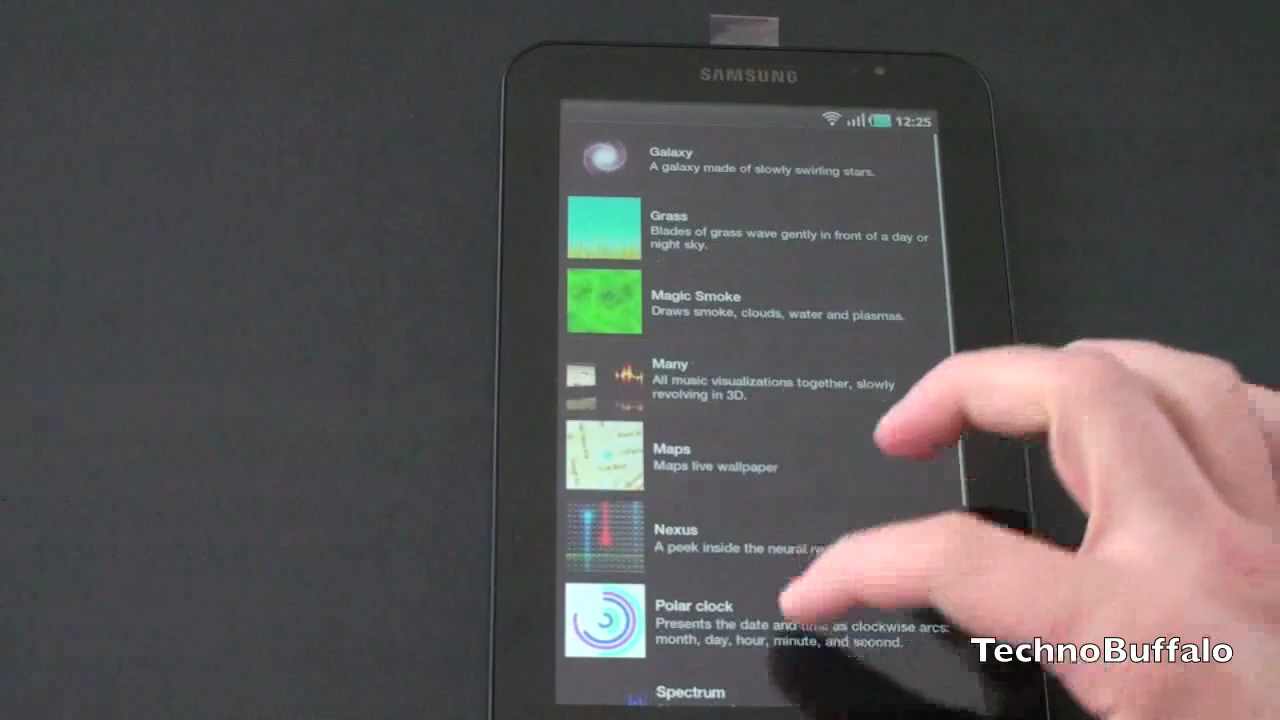 SAMSUNG
12:25
Galaxy
A galaxy made of slowly swirling stars.
Grass
Blades of grass wave gently in front of a day or
night sky.
Magic Smoke
Draws smoke, clouds, water and plasmas.
Many
All music visualizations together, slowly
revolving in 3D.
Maps
Maps live wallpaper
Nexus
A peek inside the neural
Polar clock
Presents the date and time as clockwise arcs:
month, day, hour, minute, and second.
Spectrum
TechnoBuffalo